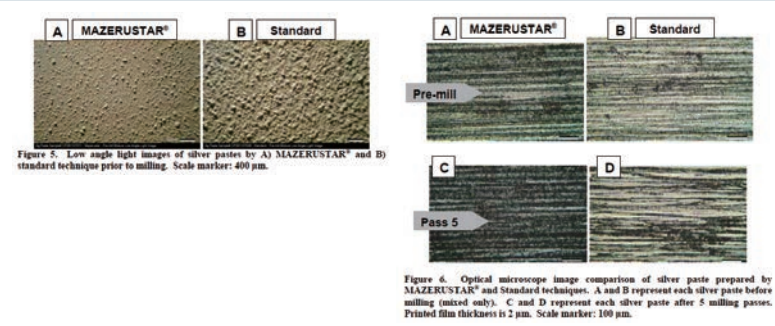 A MAZERUSTAR® B Standard
Figure 5. Low angle light images of silver pastes by A) MAZERUSTAR® and B)
standard technique prior to milling. Scale marker: 400 µm.
A MAZERUSTAR® B Standard
Pre-mill
C D
Pass 5
Figure 6. Optical microscope image comparison of silver paste prepared by
MAZERUSTAR® and Standard techniques. A and B represent each silver paste before
milling (mixed only). C and D represent each silver paste after 5 milling passes.
Printed film thickness is 2 µm. Scale marker: 100 µm.